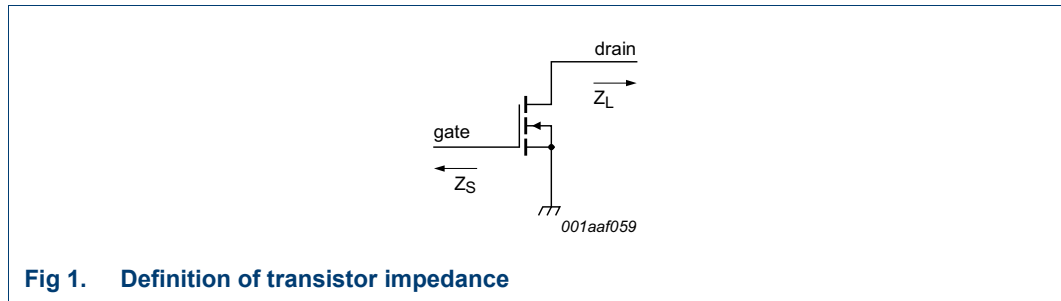 drain
Z_L
gate
Z_S
001aaf059
Fig 1. Definition of transistor impedance